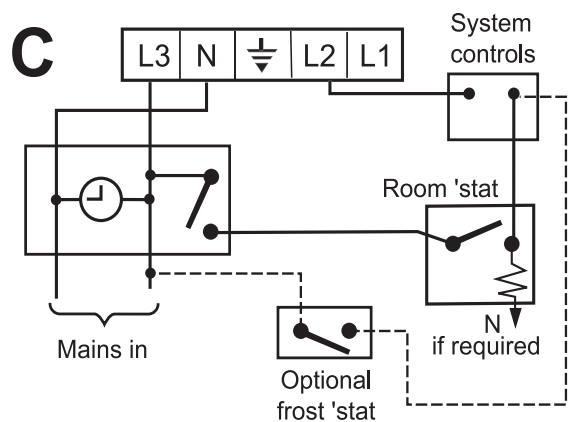 C
L3 N L2 L1
System
controls
Room 'stat
N
if required
Mains in
Optional
frost 'stat